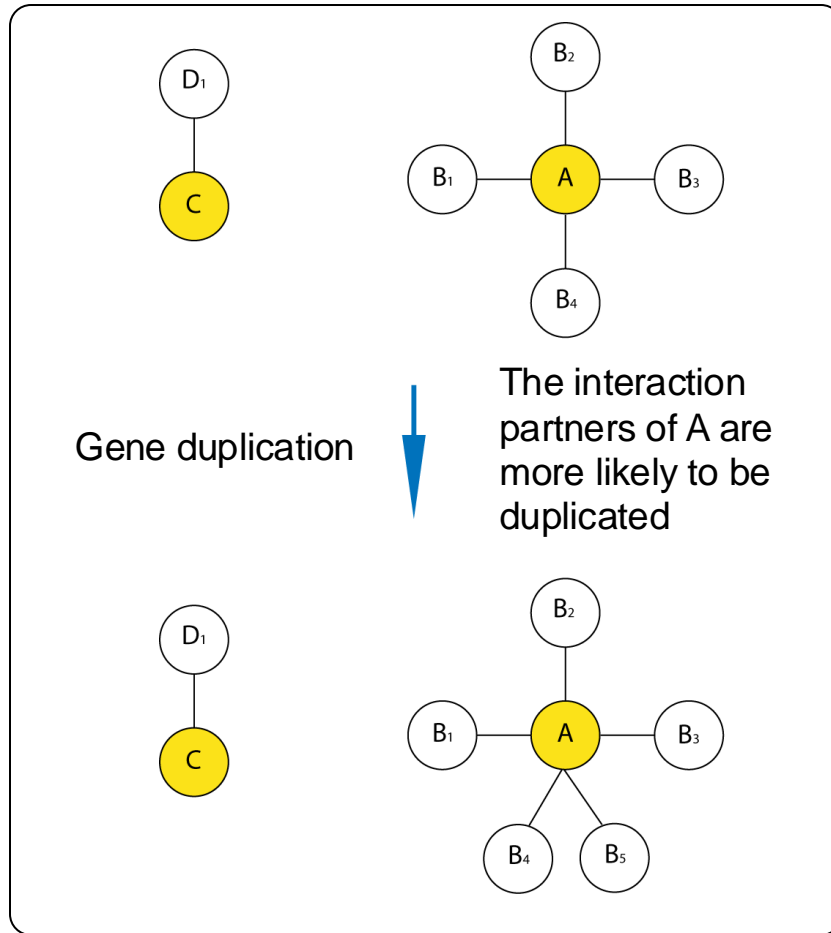 B₂
D₁
B₁ A B₃
C
B₄
Gene duplication
The interaction
partners of A are
more likely to be
duplicated
B₂
D₁
B₁ A B₃
C
B₄ B₅